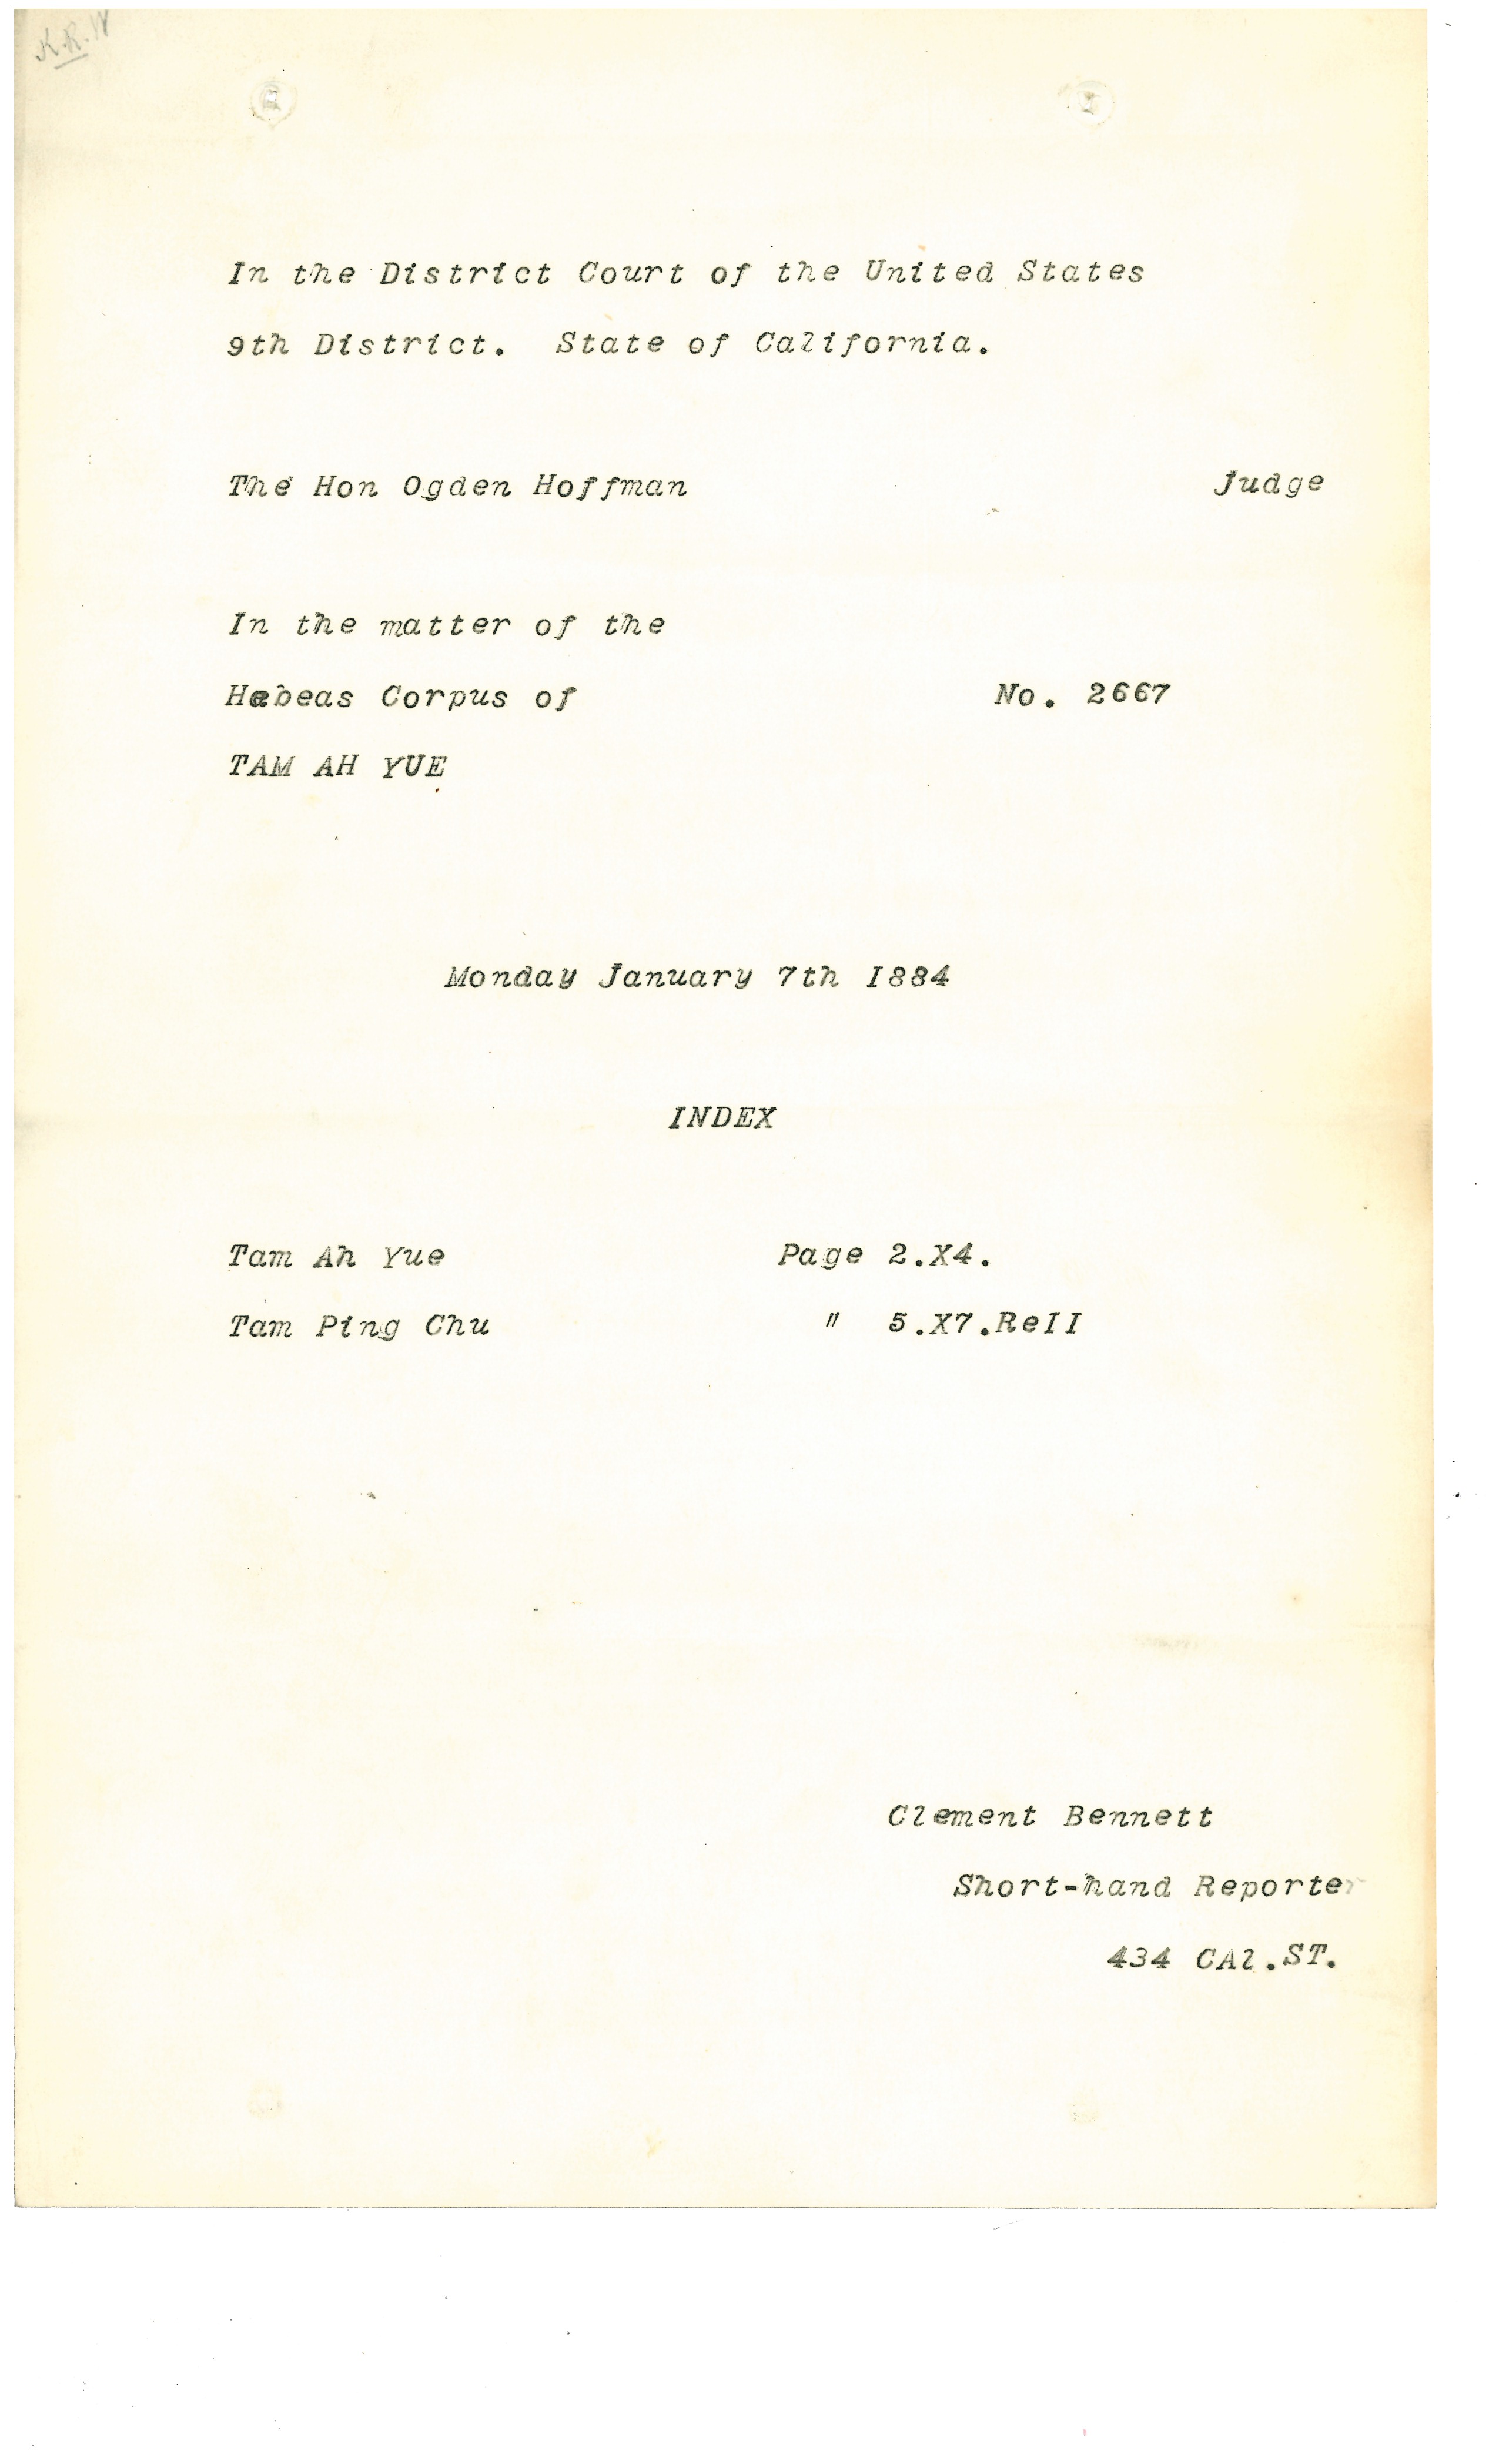 K.R.W
In the District Court of the United States
9th District. State of California.
The Hon Ogden Hoffman Judge
In the matter of the
Habeas Corpus of No. 2667
TAM AH YUE
Monday January 7th I884
INDEX
Tam Ah Yue Page 2.X4.
Tam Ping Chu " 5.X7.ReII
Clement Bennett
Short-hand Reporter
434 CAl.ST.